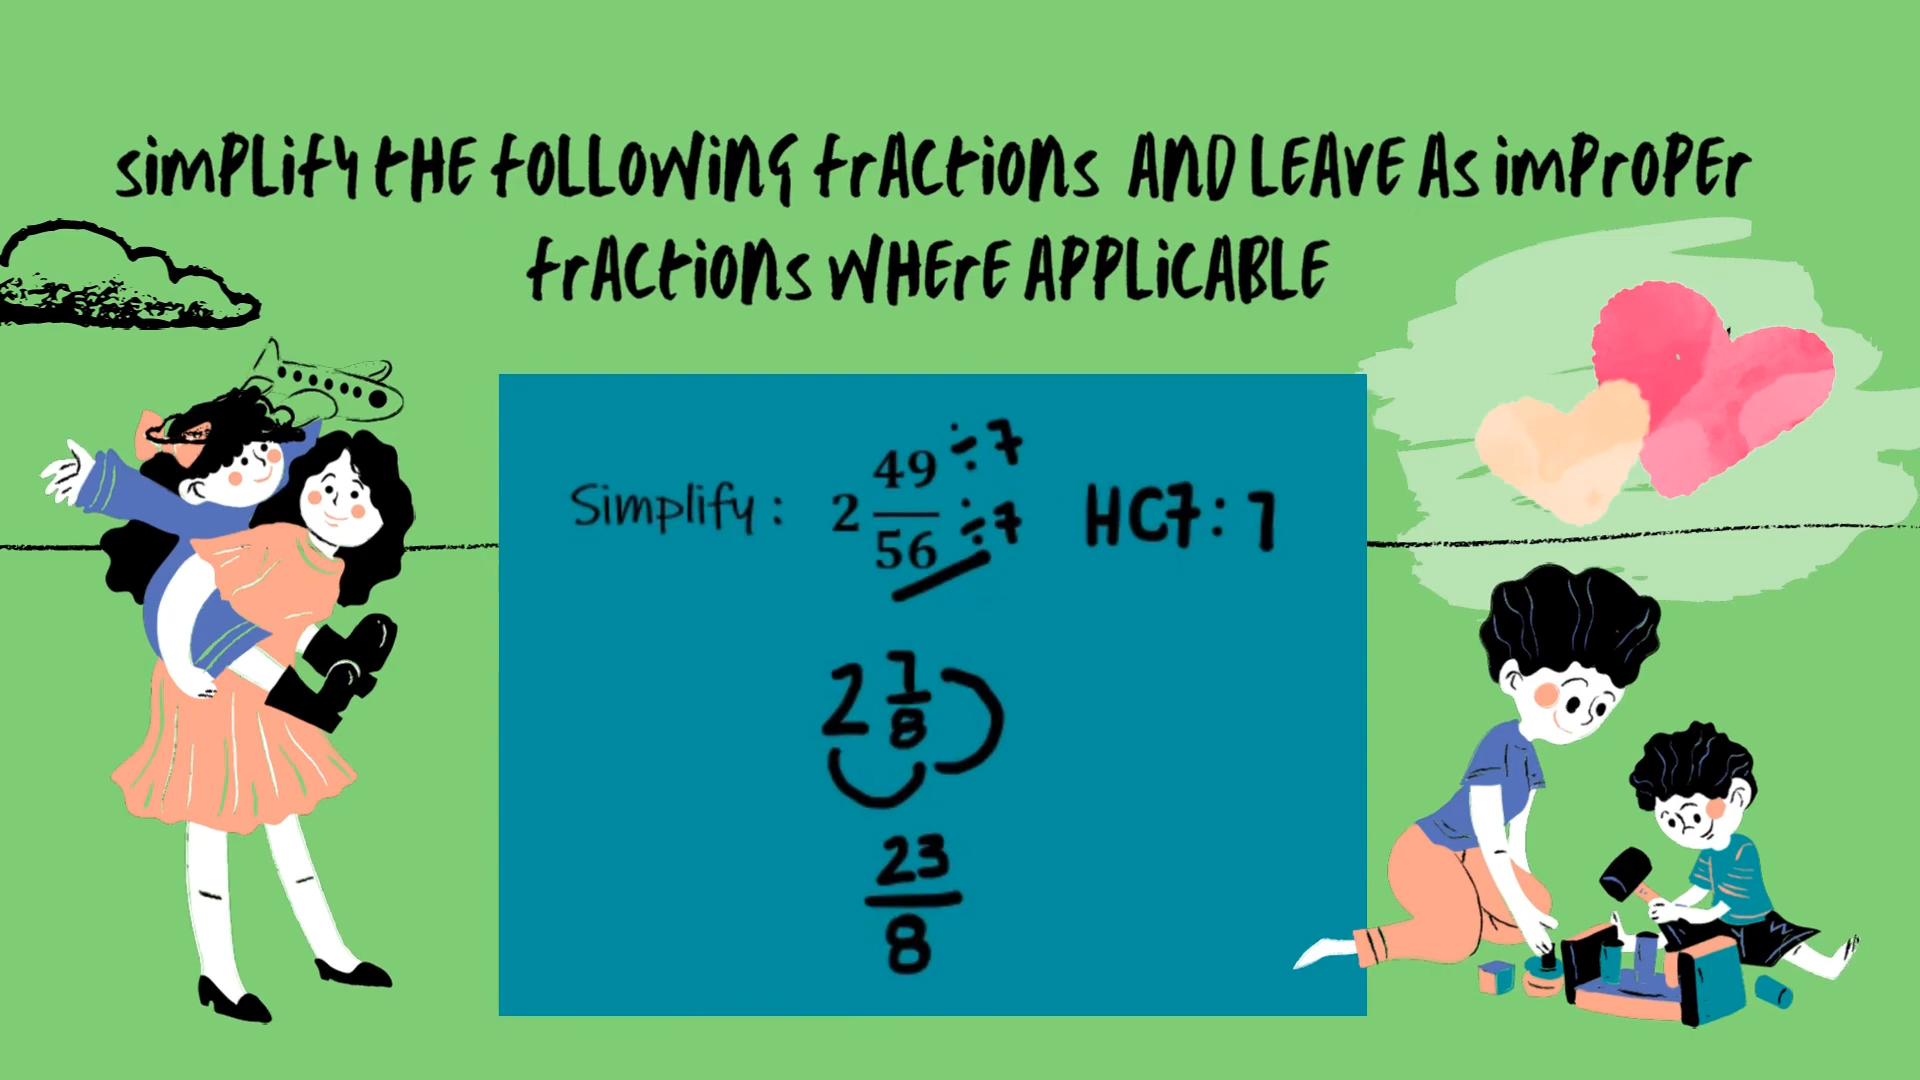 simPLify tHE fOLLOWiNg frACtiONs AND LEAVE As imPrOPEr
frACtiONs WHErE APPLiCABLE
Simplify: 2 49/56 ÷7 ÷7 HC7: 7
2 7/8
23/8